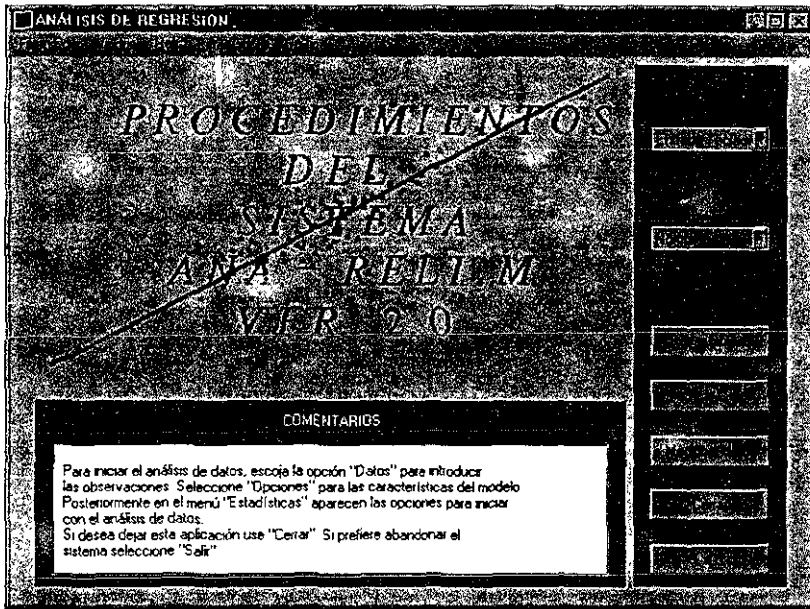 ANÁLISIS DE REGRESIÓN
PROCEDIMIENTOS
DEL
SISTEMA
ANA - RELI.M
VER 2 0
COMENTARIOS
Para iniciar el análisis de datos, escoja la opción "Datos" para introducir
las observaciones Seleccione "Opciones" para las características del modelo
Posteriormente en el menú "Estadísticas" aparecen las opciones para iniciar
con el análisis de datos.
Si desea dejar esta aplicación use "Cerrar" Si prefiere abandonar el
sistema seleccione "Salir"